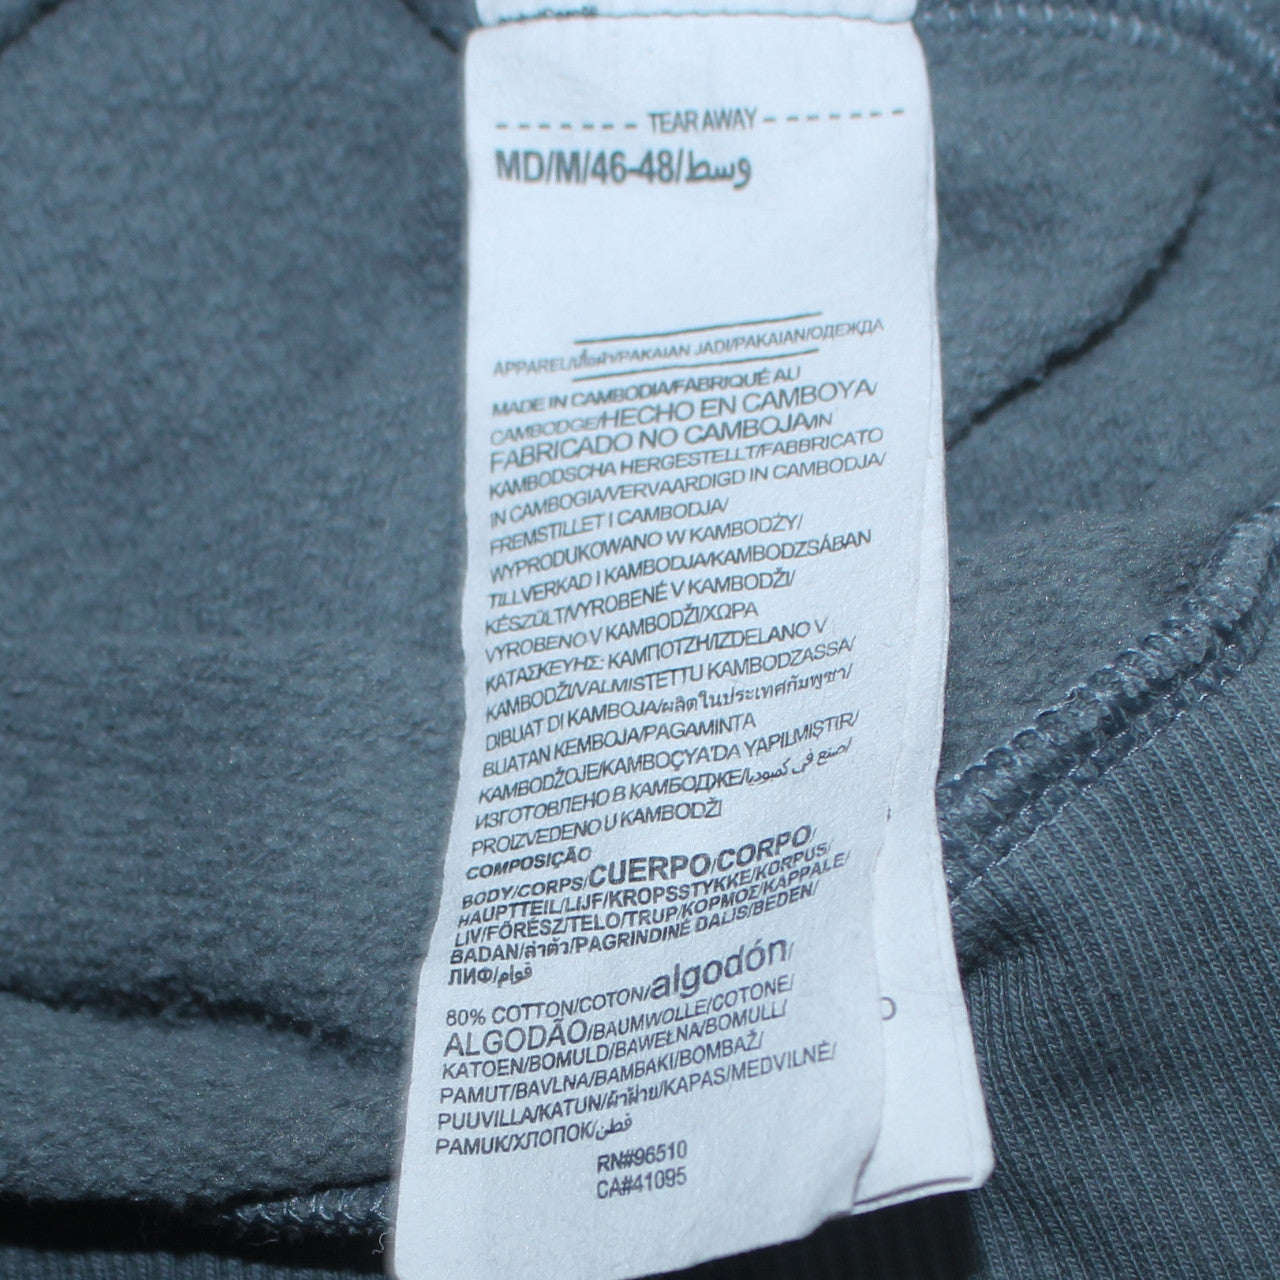 TEAR AWAY
MD/M/46-48/وسط
APPAREL/เสื้อผ้า/PAKAIAN JADI/PAKAIAN/ОДЕЖДА
MADE IN CAMBODIA/FABRIQUÉ AU
CAMBODGE/HECHO EN CAMBOYA/
FABRICADO NO CAMBOJA/IN
KAMBODSCHA HERGESTELLT/FABBRICATO
IN CAMBOGIA/VERVAARDIGD IN CAMBODJA/
FREMSTILLET I CAMBODJA/
WYPRODUKOWANO W KAMBODŻY/
TILLVERKAD I KAMBODJA/KAMBODZSÁBAN
KÉSZÜLT/VYROBENÉ V KAMBODŽI/
VYROBENO V KAMBODŽI/ΧΩΡΑ
ΚΑΤΑΣΚΕΥΗΣ: ΚΑΜΠΟΤΖΗ/IZDELANO V
KAMBODŽI/VALMISTETTU KAMBODZASSA/
DIBUAT DI KAMBOJA/ผลิตในประเทศกัมพูชา/
BUATAN KEMBOJA/PAGAMINTA
KAMBODŽOJE/KAMBOÇYA'DA YAPILMIŞTIR/
ИЗГОТОВЛЕНО В КАМБОДЖЕ/صنع في كمبوديا/
PROIZVEDENO U KAMBODŽI
COMPOSIÇÃO
BODY/CORPS/CUERPO/CORPO/
HAUPTTEIL/LIJF/KROPSSTYKKE/KORPUS/
LIV/FŐRÉSZ/TELO/TRUP/ΚΟΡΜΟΣ/KAPPALE/
BADAN/ลำตัว/PAGRINDINĖ DALIS/BEDEN/
ЛИФ/قوام
80% COTTON/COTON/algodón/
ALGODÃO/BAUMWOLLE/COTONE/
KATOEN/BOMULD/BAWEŁNA/BOMULL/
PAMUT/BAVLNA/BAMBAKI/BOMBAŽ/
PUUVILLA/KATUN/ผ้าฝ้าย/KAPAS/MEDVILNĖ/
PAMUK/ХЛОПОК/قطن
RN#96510
CA#41095